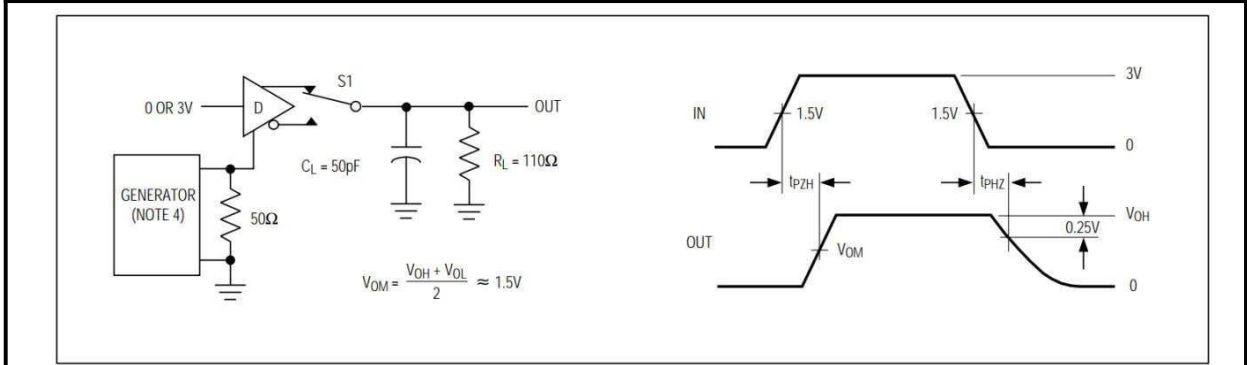 S1
0 OR 3V
D
OUT
C_L = 50pF
R_L = 110Ω
GENERATOR
(NOTE 4)
50Ω
V_OM = (V_OH + V_OL) / 2 ≈ 1.5V
3V
IN
1.5V
1.5V
0
t_PZH
t_PHZ
V_OH
0.25V
OUT
V_OM
0